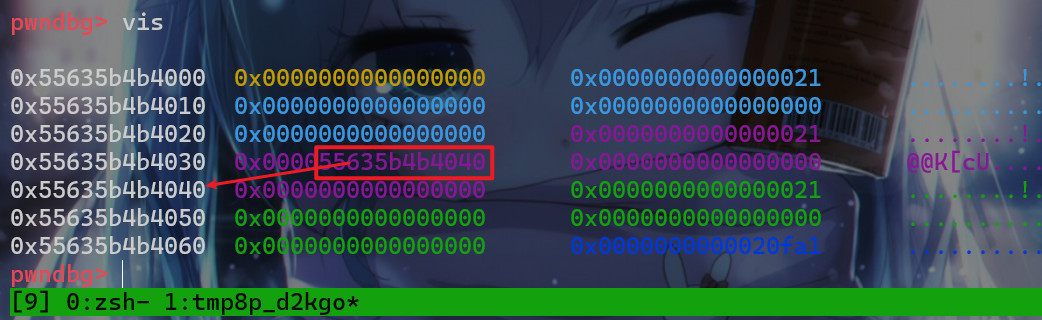 pwndbg> vis
0x55635b4b4000 0x0000000000000000 0x0000000000000021 ........!.
0x55635b4b4010 0x0000000000000000 0x0000000000000000 ..........
0x55635b4b4020 0x0000000000000000 0x0000000000000021 ........!.
0x55635b4b4030 0x000055635b4b4040 0x0000000000000000 @@K[cU....
0x55635b4b4040 0x0000000000000000 0x0000000000000021 ........!.
0x55635b4b4050 0x0000000000000000 0x0000000000000000 ..........
0x55635b4b4060 0x0000000000000000 0x0000000000020fa1 ..........
pwndbg>
[9] 0:zsh- 1:tmp8p_d2kgo*